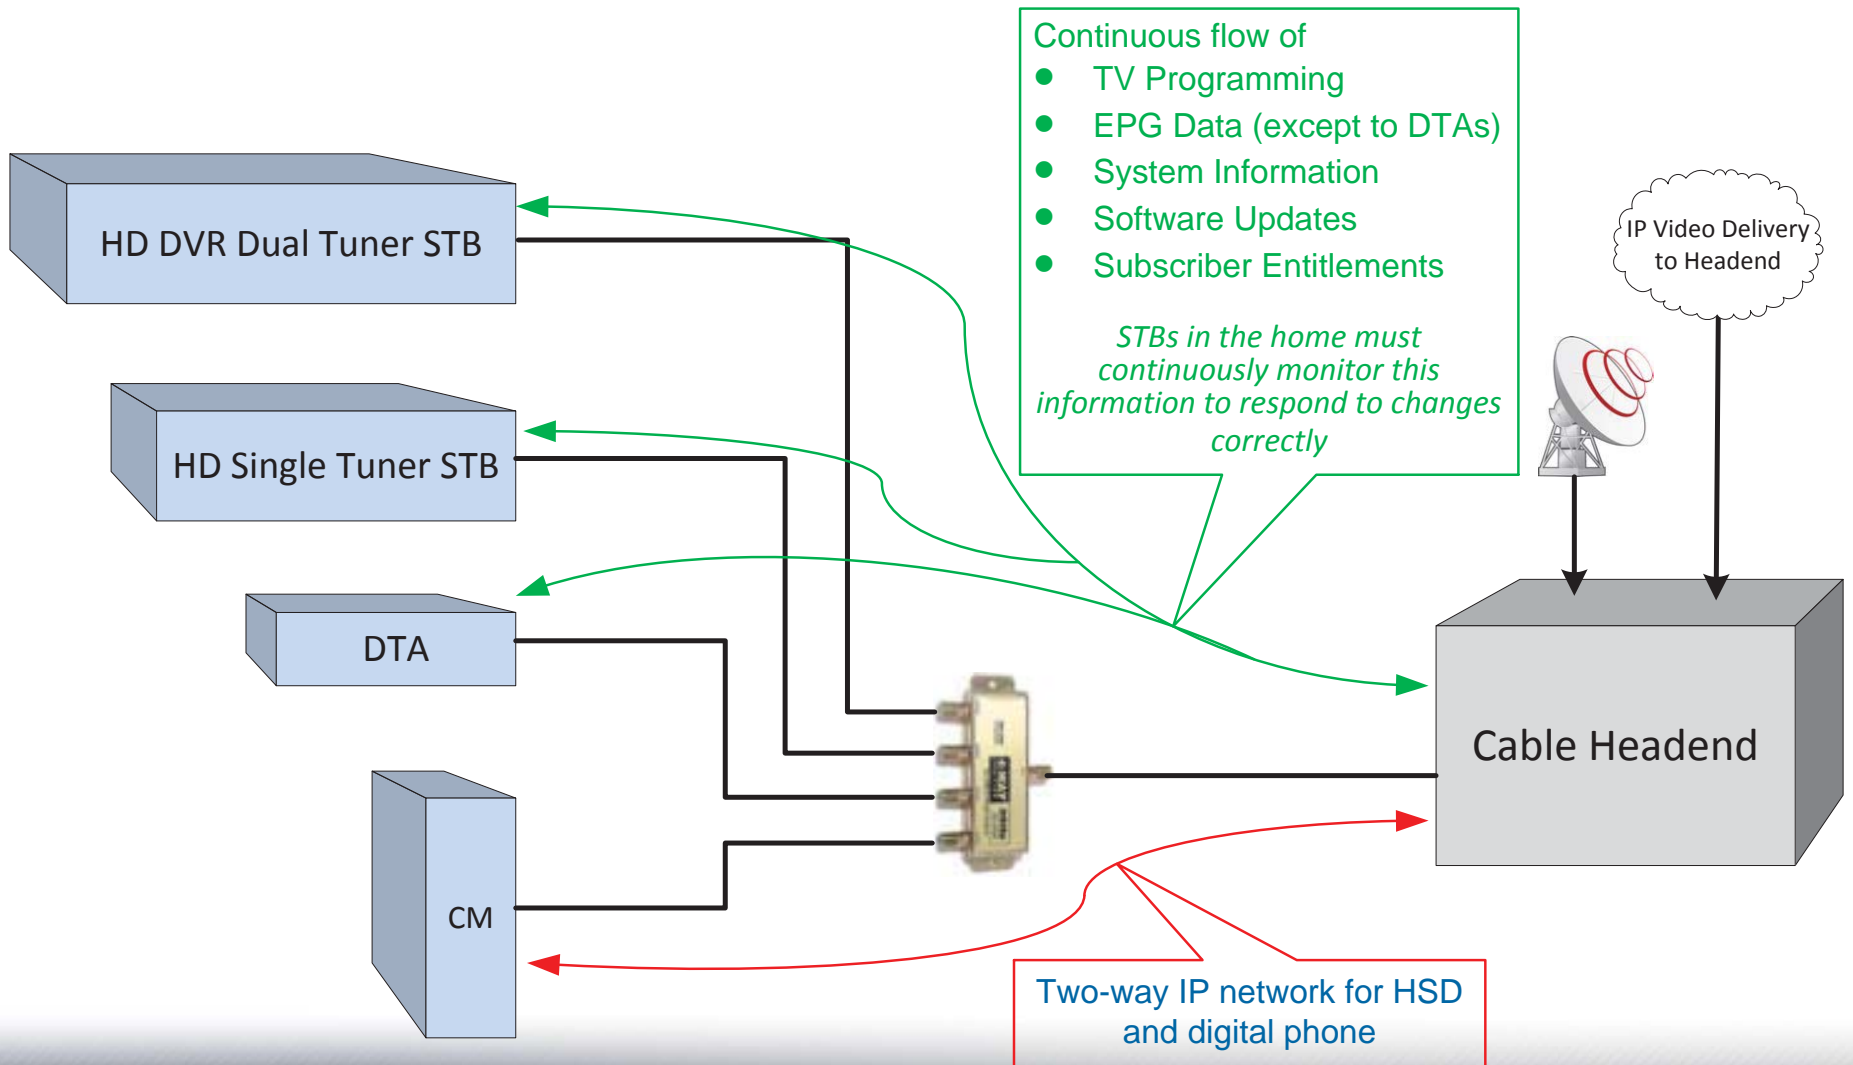 Continuous flow of
● TV Programming
● EPG Data (except to DTAs)
● System Information
● Software Updates
● Subscriber Entitlements
STBs in the home must
continuously monitor this
information to respond to changes
correctly
HD DVR Dual Tuner STB
IP Video Delivery
to Headend
HD Single Tuner STB
DTA
Cable Headend
CM
Two-way IP network for HSD
and digital phone